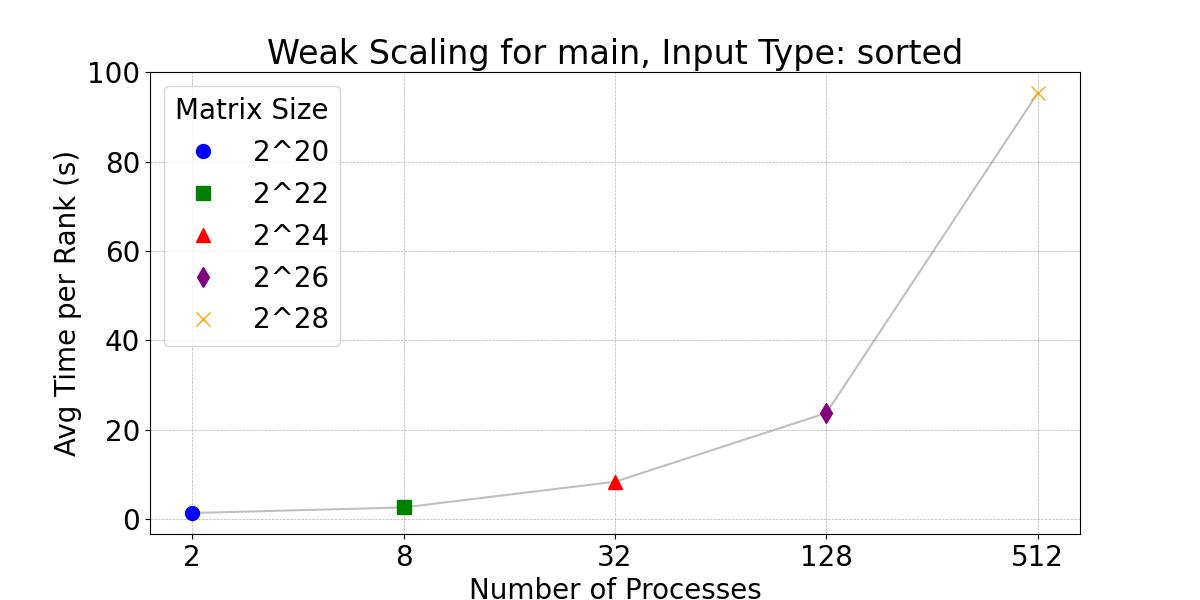 Weak Scaling for main, Input Type: sorted
Avg Time per Rank (s)
100
80
60
40
20
0
Matrix Size
2^20
2^22
2^24
2^26
2^28
2 8 32 128 512
Number of Processes